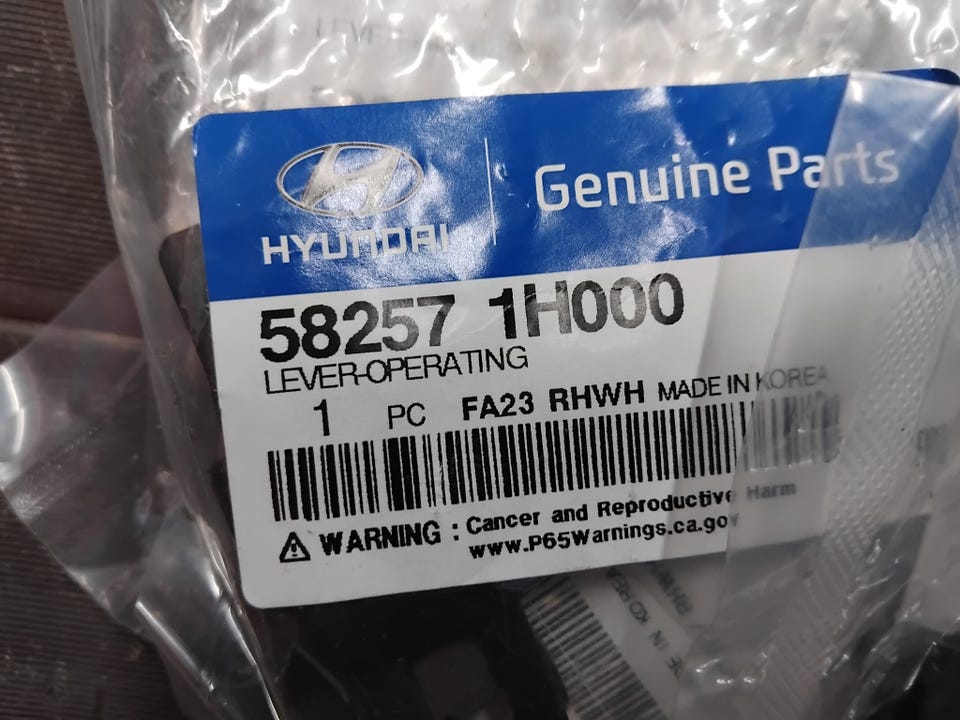 HYUNDAI
Genuine Parts
58257 1H000
LEVER-OPERATING
1 PC FA23 RHWH MADE IN KOREA
WARNING : Cancer and Reproductive Harm
www.P65Warnings.ca.gov